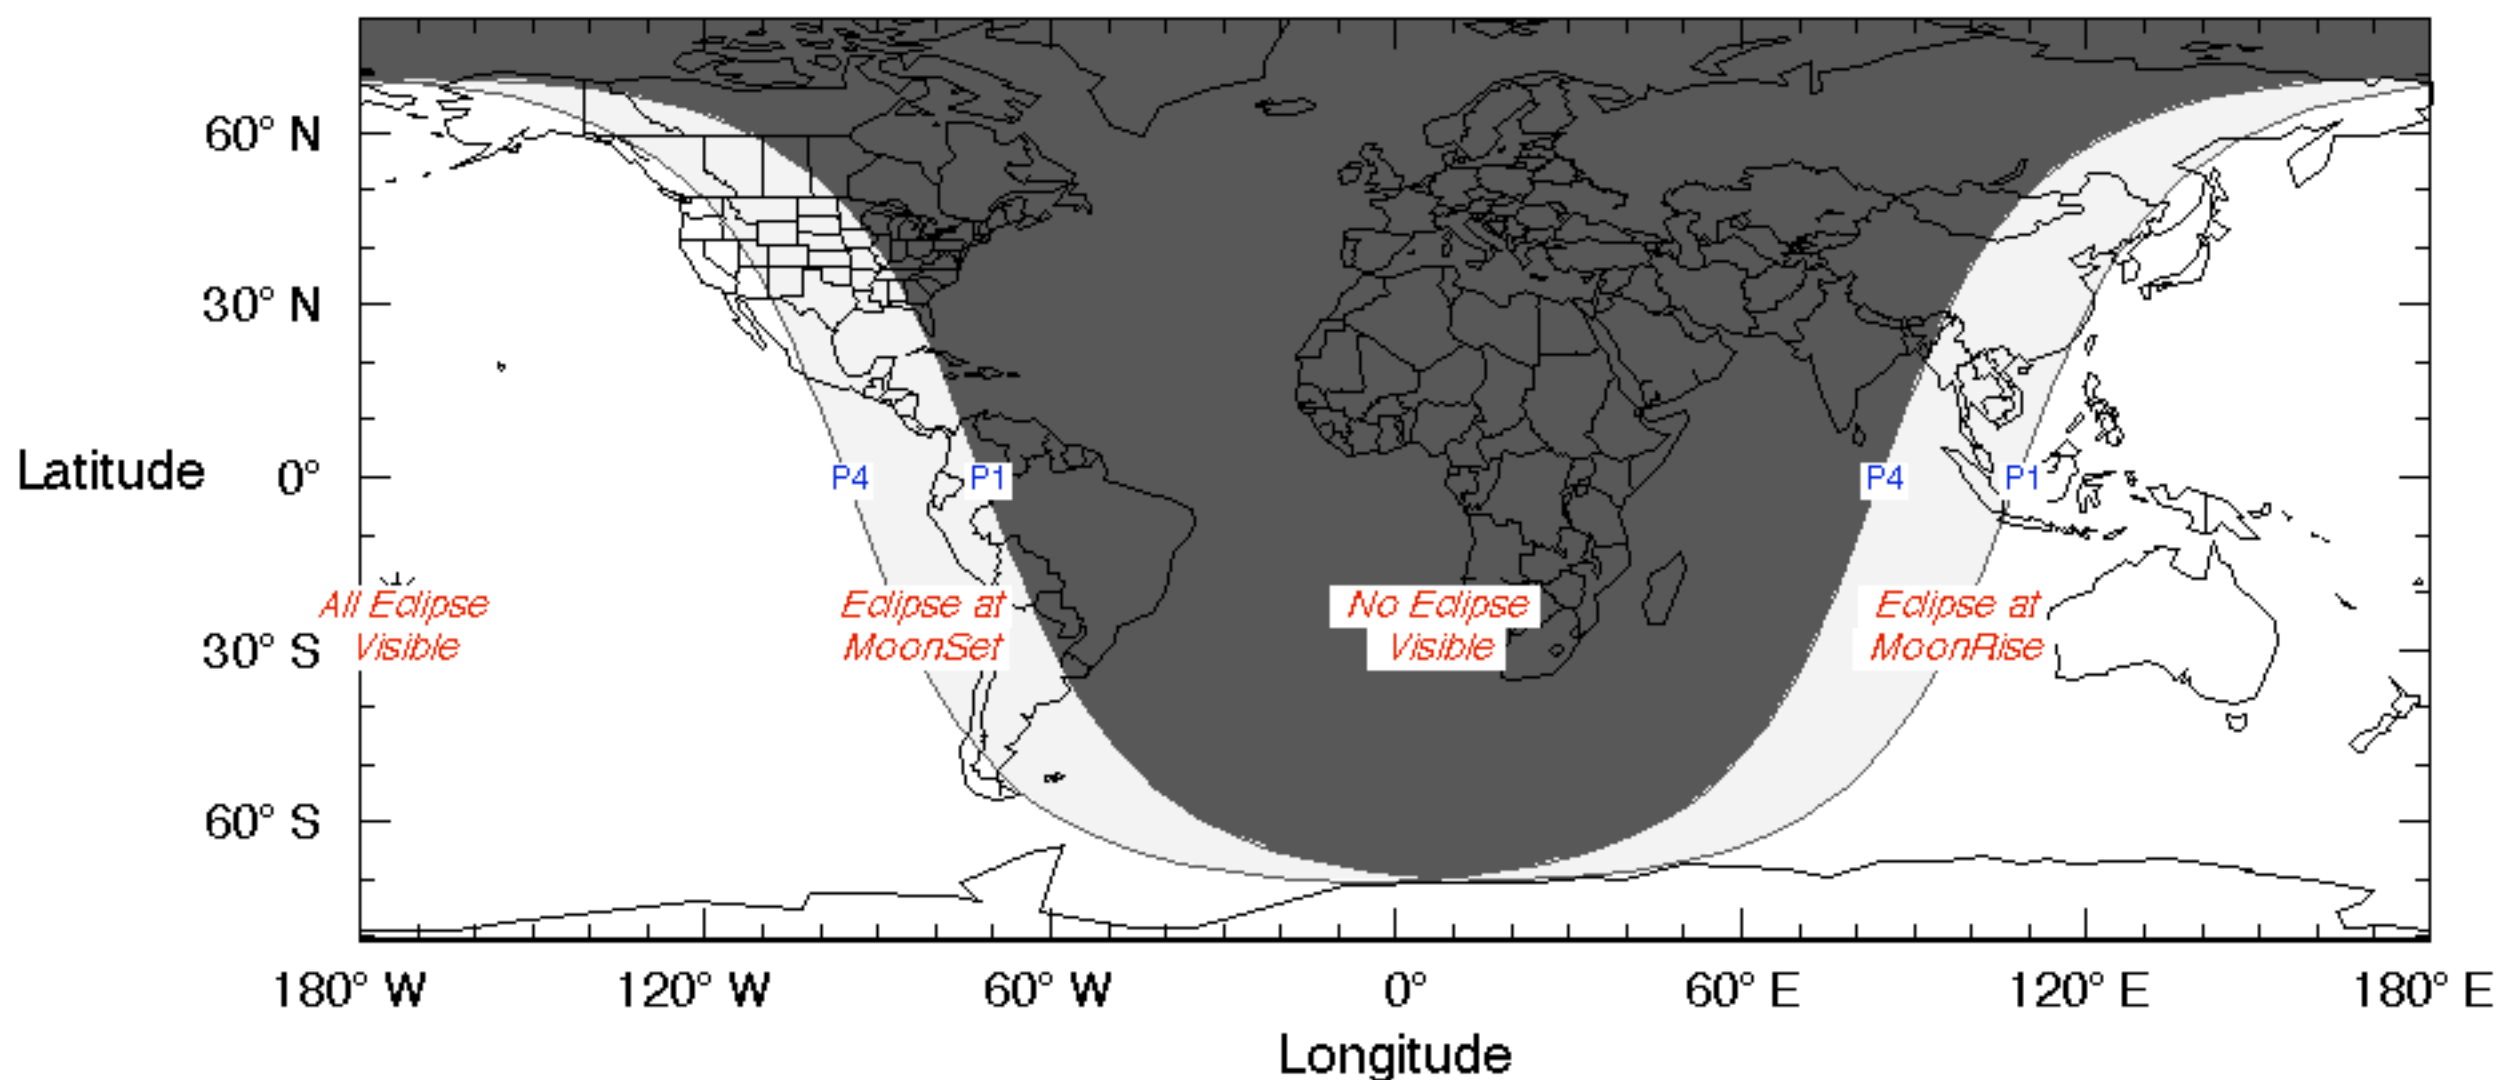 60° N
30° N
Latitude
0°
P4
P1
P4
P1
All Eclipse
Visible
Eclipse at
MoonSet
No Eclipse
Visible
Eclipse at
MoonRise
30° S
60° S
180° W
120° W
60° W
0°
60° E
120° E
180° E
Longitude